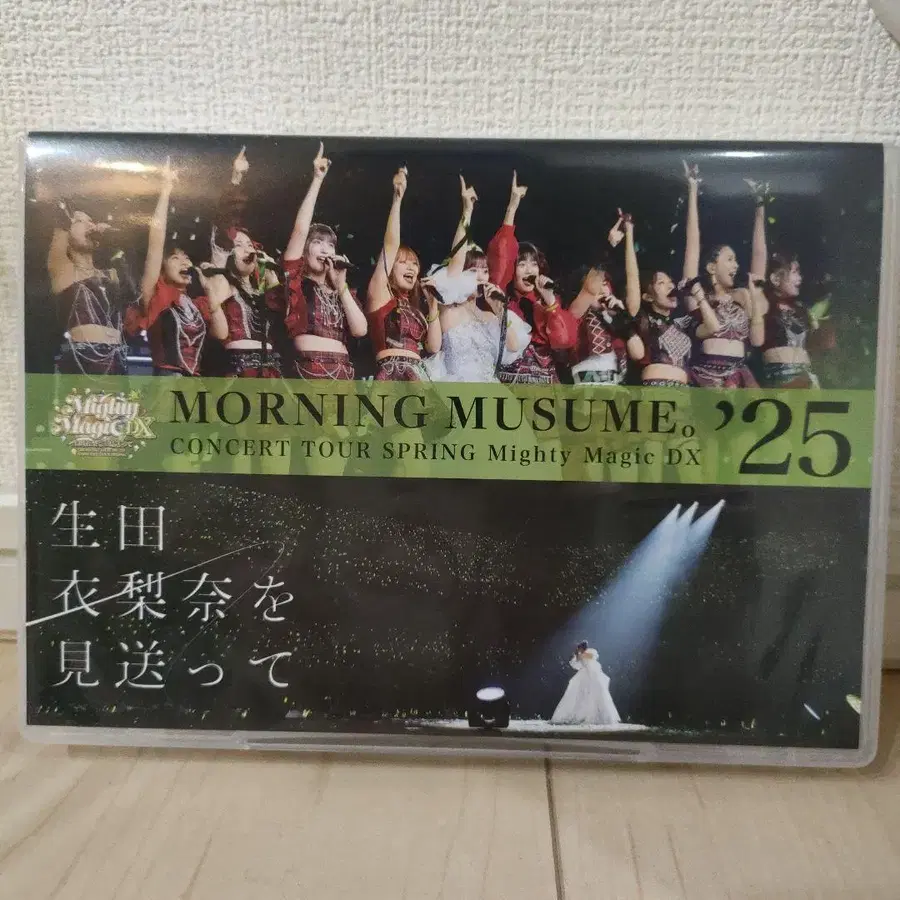 Mighty
Magic DX
MORNING MUSUME。'25
CONCERT TOUR SPRING Mighty Magic DX
生田
衣梨奈を
見送って